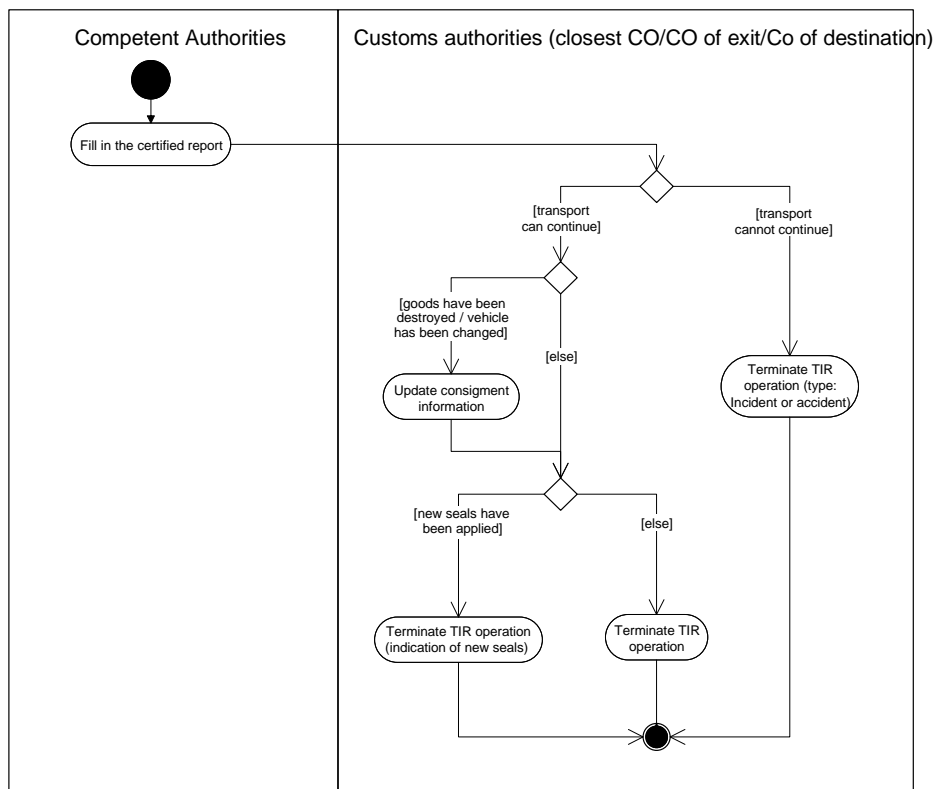 Competent Authorities
Customs authorities (closest CO/CO of exit/Co of destination)
Fill in the certified report
[transport
can continue]
[transport
cannot continue]
[goods have been
destroyed / vehicle
has been changed]
[else]
Update consigment
information
Terminate TIR
operation (type:
Incident or accident)
[new seals have
been applied]
[else]
Terminate TIR operation
(indication of new seals)
Terminate TIR
operation